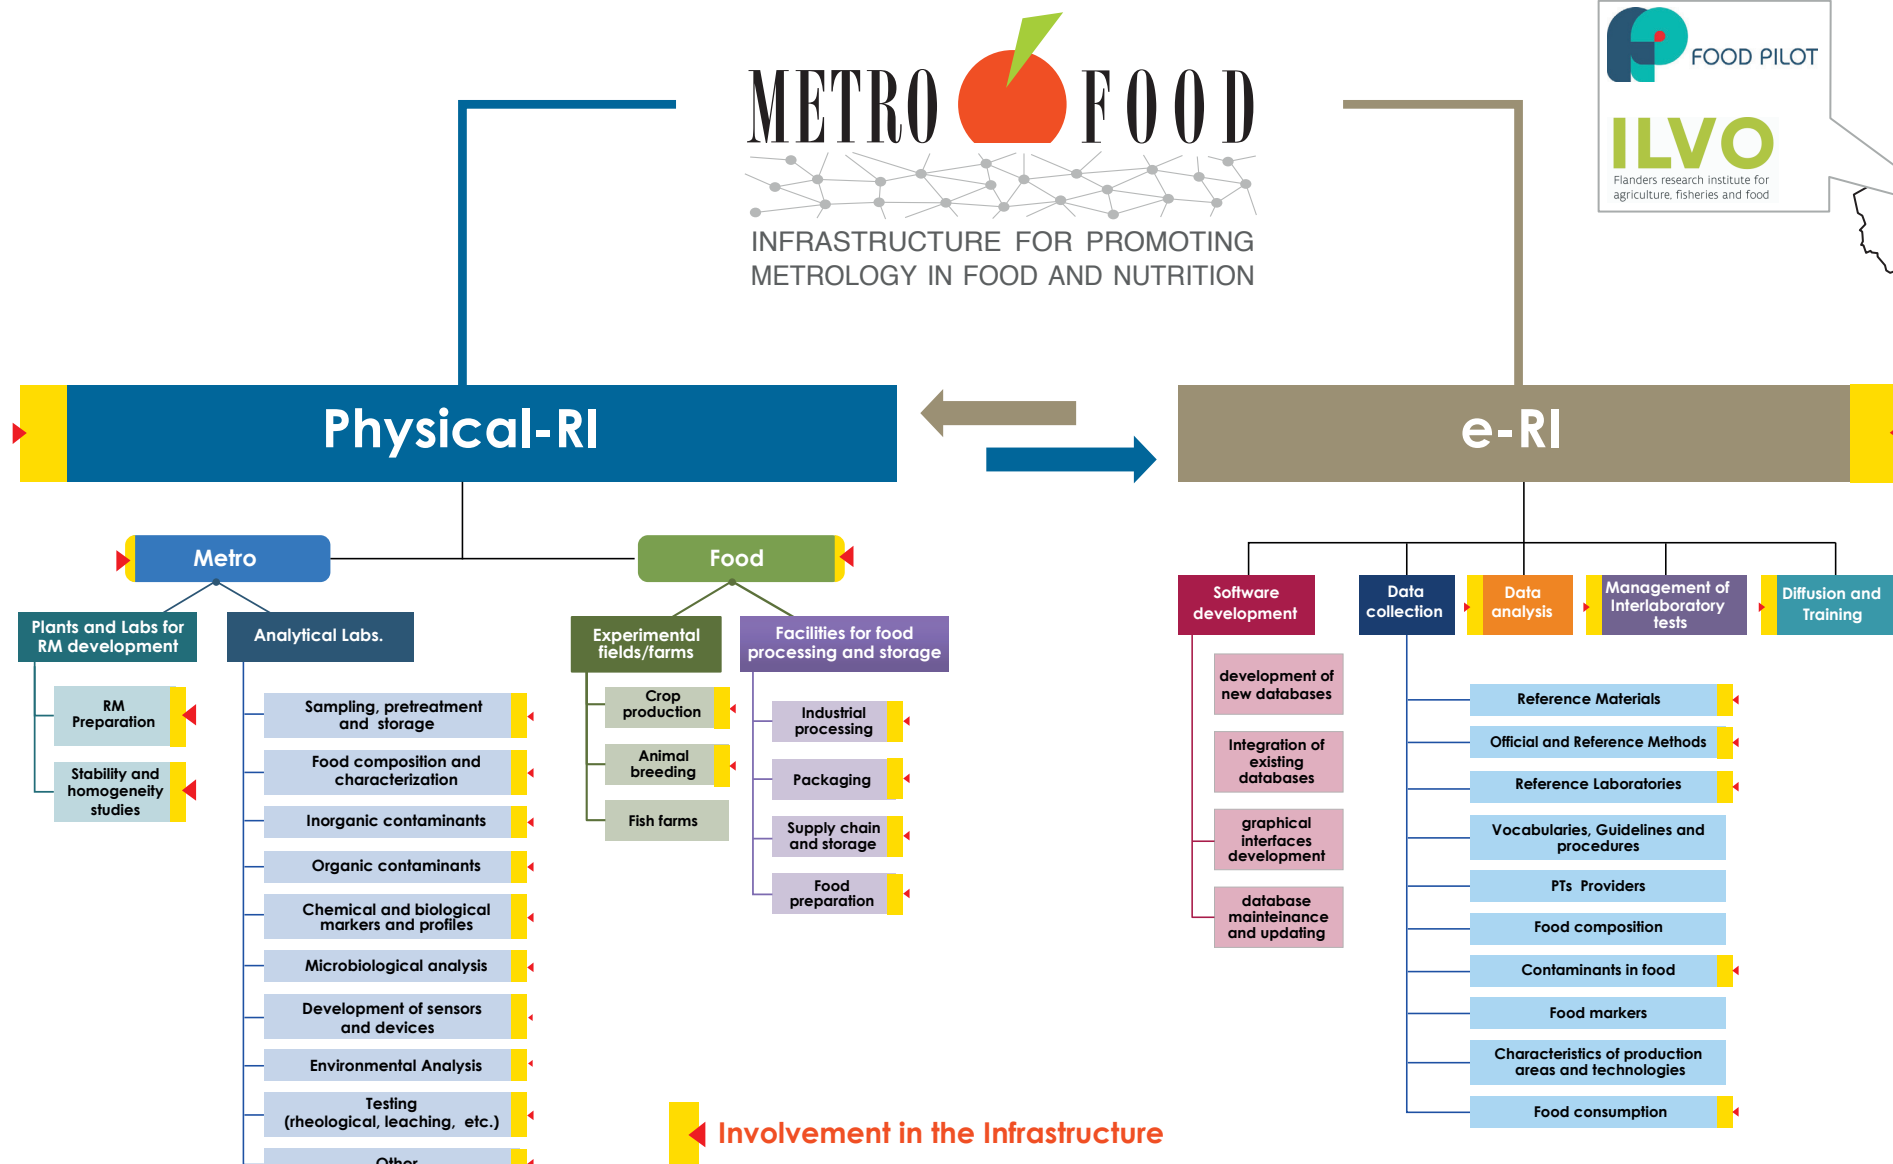 METRO FOOD
INFRASTRUCTURE FOR PROMOTING
METROLOGY IN FOOD AND NUTRITION
FOOD PILOT
ILVO
Flanders research institute for
agriculture, fisheries and food
Physical-RI
e-RI
Metro
Food
Plants and Labs for
RM development
RM
Preparation
Stability and
homogeneity
studies
Analytical Labs.
Sampling, pretreatment
and storage
Food composition and
characterization
Inorganic contaminants
Organic contaminants
Chemical and biological
markers and profiles
Microbiological analysis
Development of sensors
and devices
Environmental Analysis
Testing
(rheological, leaching, etc.)
Other
Experimental
fields/farms
Crop
production
Animal
breeding
Fish farms
Facilities for food
processing and storage
Industrial
processing
Packaging
Supply chain
and storage
Food
preparation
Software
development
development of
new databases
Integration of
existing
databases
graphical
interfaces
development
database
mainteinance
and updating
Data
collection
Reference Materials
Official and Reference Methods
Reference Laboratories
Vocabularies, Guidelines and
procedures
PTs Providers
Food composition
Contaminants in food
Food markers
Characteristics of production
areas and technologies
Food consumption
Data
analysis
Management of
Interlaboratory
tests
Diffusion and
Training
Involvement in the Infrastructure